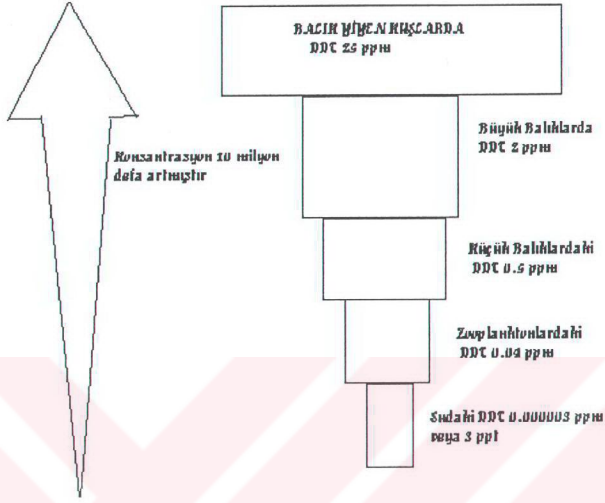 BALIK YİYEN KUŞLARDA
DDT 25 ppm
Büyük Balıklarda
DDT 2 ppm
Konsantrasyon 10 milyon
defa artmıştır
Küçük Balıklardaki
DDT 0.5 ppm
Zooplanktonlardaki
DDT 0.04 ppm
Sudaki DDT 0.000003 ppm
veya 3 ppt